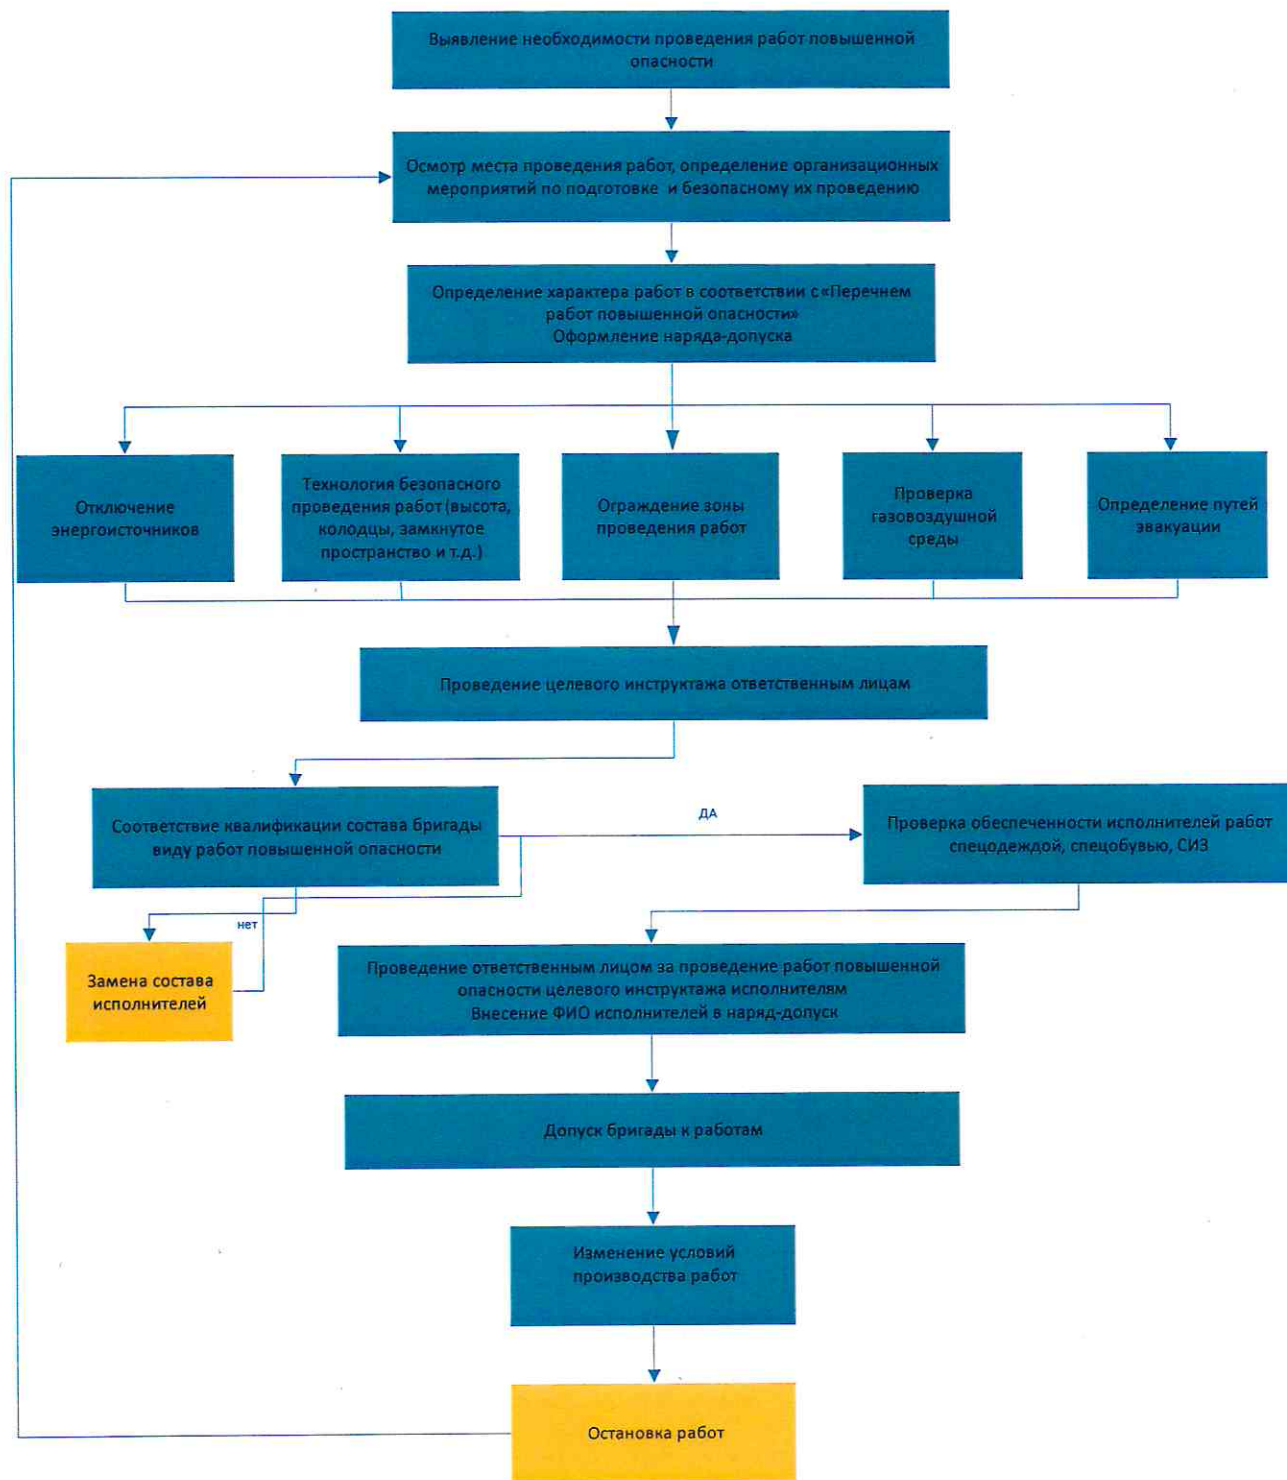 Выявление необходимости проведения работ повышенной
опасности
Осмотр места проведения работ, определение организационных
мероприятий по подготовке и безопасному их проведению
Определение характера работ в соответствии с «Перечнем
работ повышенной опасности»
Оформление наряда-допуска
Отключение
энергоисточников
Технология безопасного
проведения работ (высота,
колодцы, замкнутое
пространство и т.д.)
Ограждение зоны
проведения работ
Проверка
газовоздушной
среды
Определение путей
эвакуации
Проведение целевого инструктажа ответственным лицам
Соответствие квалификации состава бригады
виду работ повышенной опасности
ДА
Проверка обеспеченности исполнителей работ
спецодеждой, спецобувью, СИЗ
нет
Замена состава
исполнителей
Проведение ответственным лицом за проведение работ повышенной
опасности целевого инструктажа исполнителям
Внесение ФИО исполнителей в наряд-допуск
Допуск бригады к работам
Изменение условий
производства работ
Остановка работ